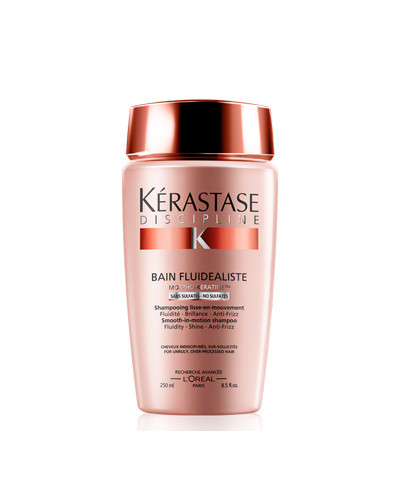 KÉRASTASE
DISCIPLINE
K
BAIN FLUIDEALISTE
MORPHO-KÉRATINE™
SANS SULFATES - NO SULFATES
Shampooing lisse-en-mouvement
Fluidité - Brillance - Anti-Frizz
Smooth-in-motion shampoo
Fluidity - Shine - Anti-Frizz
CHEVEUX INDISCIPLINÉS, SUR-SOLLICITÉS
FOR UNRULY, OVER-PROCESSED HAIR
RECHERCHE AVANCÉE
L'ORÉAL
250 ml PARIS 8.5 fl.oz.